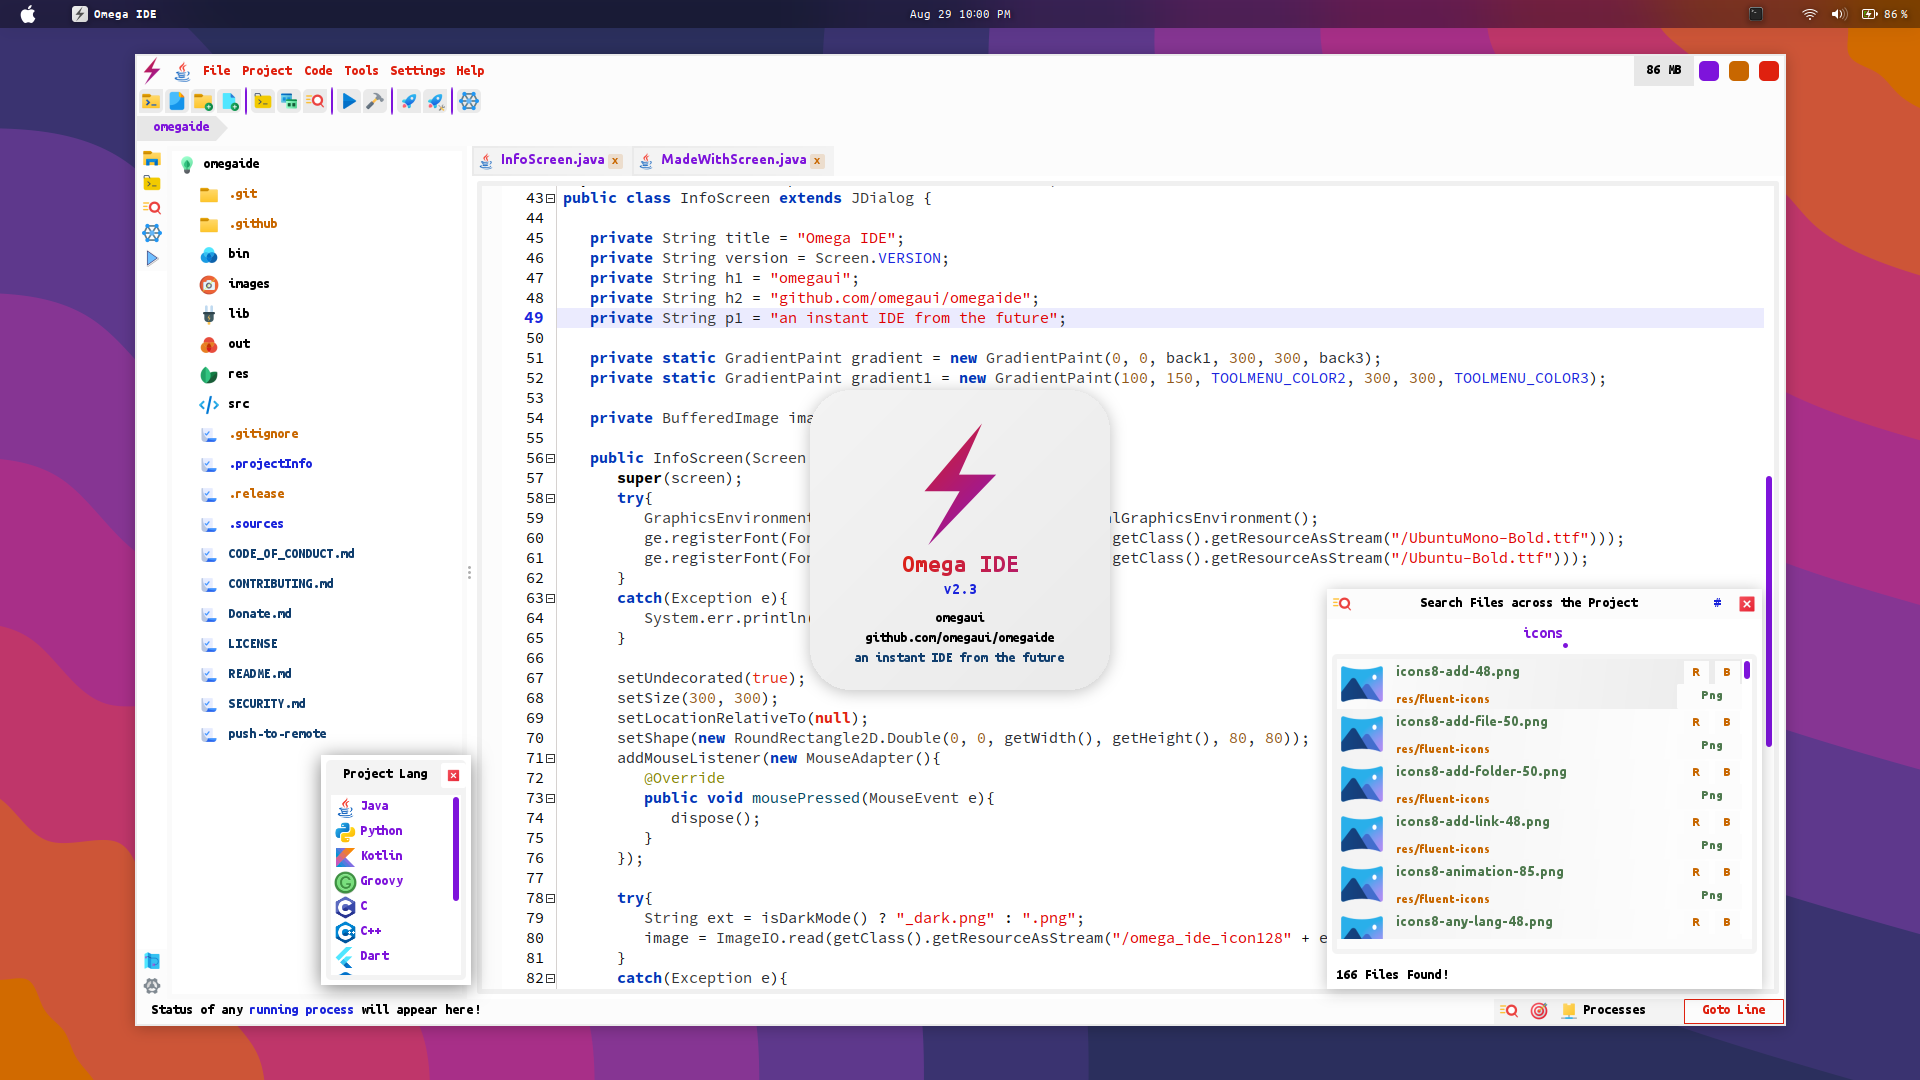 Omega IDE
Aug 29 10:00 PM
86 %
File Project Code Tools Settings Help
86 MB
omegaide
omegaide
.git
.github
bin
images
lib
out
res
src
.gitignore
.projectInfo
.release
.sources
CODE_OF_CONDUCT.md
CONTRIBUTING.md
Donate.md
LICENSE
README.md
SECURITY.md
push-to-remote
Project Lang
Java
Python
Kotlin
Groovy
C
C++
Dart
InfoScreen.java x
MadeWithScreen.java x
43 public class InfoScreen extends JDialog {
44
45 private String title = "Omega IDE";
46 private String version = Screen.VERSION;
47 private String h1 = "omegaui";
48 private String h2 = "github.com/omegaui/omegaide";
49 private String p1 = "an instant IDE from the future";
50
51 private static GradientPaint gradient = new GradientPaint(0, 0, back1, 300, 300, back3);
52 private static GradientPaint gradient1 = new GradientPaint(100, 150, TOOLMENU_COLOR2, 300, 300, TOOLMENU_COLOR3);
53
54 private BufferedImage ima
55
56 public InfoScreen(Screen
57 super(screen);
58 try{
59 GraphicsEnvironment lGraphicsEnvironment();
60 ge.registerFont(Fon getClass().getResourceAsStream("/UbuntuMono-Bold.ttf")));
61 ge.registerFont(Fon getClass().getResourceAsStream("/Ubuntu-Bold.ttf")));
62 }
63 catch(Exception e){
64 System.err.println(
65 }
66
67 setUndecorated(true);
68 setSize(300, 300);
69 setLocationRelativeTo(null);
70 setShape(new RoundRectangle2D.Double(0, 0, getWidth(), getHeight(), 80, 80));
71 addMouseListener(new MouseAdapter(){
72 @Override
73 public void mousePressed(MouseEvent e){
74 dispose();
75 }
76 });
77
78 try{
79 String ext = isDarkMode() ? "_dark.png" : ".png";
80 image = ImageIO.read(getClass().getResourceAsStream("/omega_ide_icon128" + e
81 }
82 catch(Exception e){
Omega IDE
v2.3
omegaui
github.com/omegaui/omegaide
an instant IDE from the future
Search Files across the Project #
icons
icons8-add-48.png R B
res/fluent-icons Png
icons8-add-file-50.png R B
res/fluent-icons Png
icons8-add-folder-50.png R B
res/fluent-icons Png
icons8-add-link-48.png R B
res/fluent-icons Png
icons8-animation-85.png R B
res/fluent-icons Png
icons8-any-lang-48.png R B
166 Files Found!
Status of any running process will appear here!
Processes
Goto Line